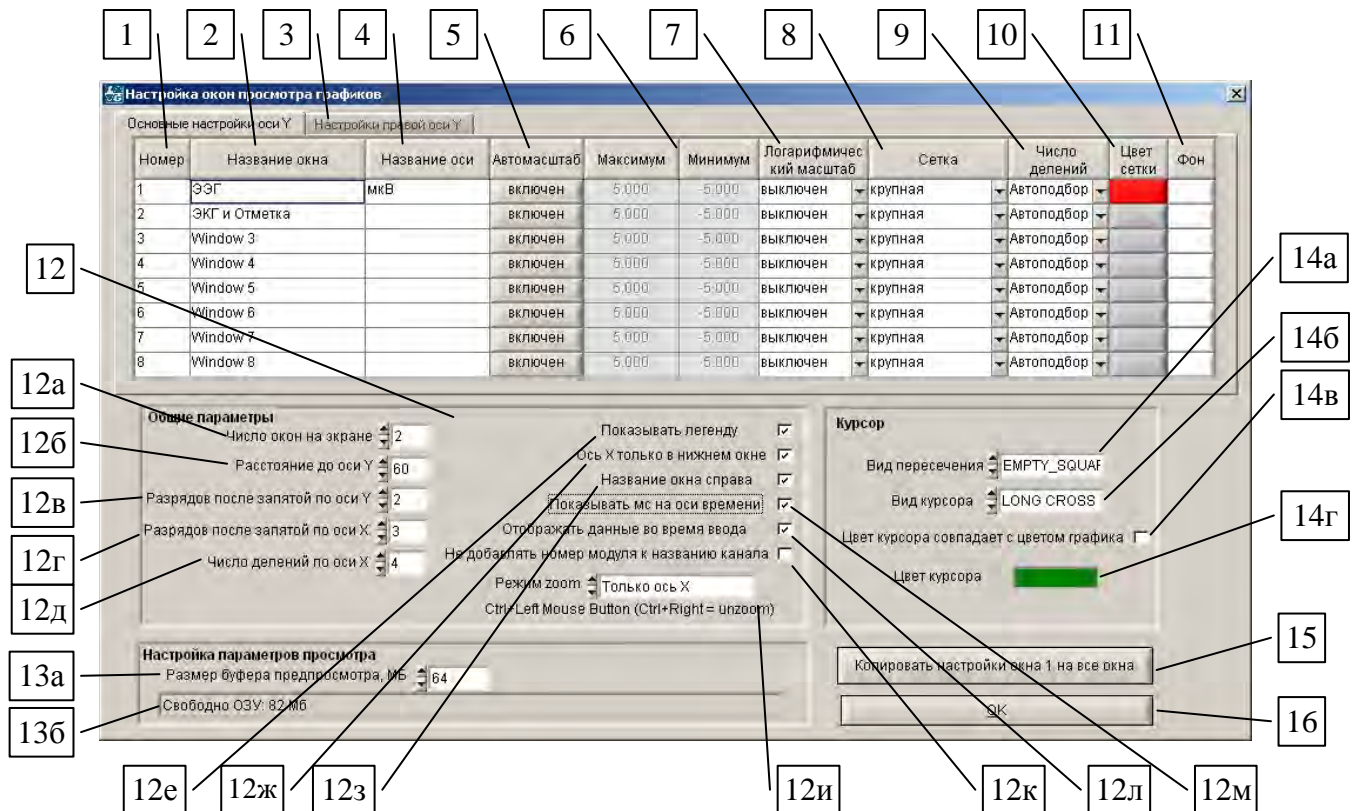 1 2 3 4 5 6 7 8 9 10 11
Настройка окон просмотра графиков
Основные настройки оси Y Настройки правой оси Y
Номер Название окна Название оси Автомасштаб Максимум Минимум Логарифмичес кий масштаб Сетка Число делений Цвет сетки Фон
1 ЭЭГ мкВ включен 5.000 -5.000 выключен крупная Автоподбор
2 ЭКГ и Отметка включен 5.000 -5.000 выключен крупная Автоподбор
3 Window 3 включен 5.000 -5.000 выключен крупная Автоподбор
4 Window 4 включен 5.000 -5.000 выключен крупная Автоподбор
5 Window 5 включен 5.000 -5.000 выключен крупная Автоподбор
6 Window 6 включен 5.000 -5.000 выключен крупная Автоподбор
7 Window 7 включен 5.000 -5.000 выключен крупная Автоподбор
8 Window 8 включен 5.000 -5.000 выключен крупная Автоподбор
12
12а
12б
12в
12г
12д
13а
13б
14а
14б
14в
14г
15
16
Общие параметры
Число окон на экране 2
Расстояние до оси Y 60
Разрядов после запятой по оси Y 2
Разрядов после запятой по оси X 3
Число делений по оси X 4
Показывать легенду
Ось X только в нижнем окне
Название окна справа
Показывать мс на оси времени
Отображать данные во время ввода
Не добавлять номер модуля к названию канала
Режим zoom Только ось X
Ctrl+Left Mouse Button (Ctrl+Right = unzoom)
Курсор
Вид пересечения EMPTY_SQUAR
Вид курсора LONG CROSS
Цвет курсора совпадает с цветом графика
Цвет курсора
Настройка параметров просмотра
Размер буфера предпросмотра, МБ 64
Свободно ОЗУ: 82 Мб
Копировать настройки окна 1 на все окна
OK
12е 12ж 12з 12и 12к 12л 12м